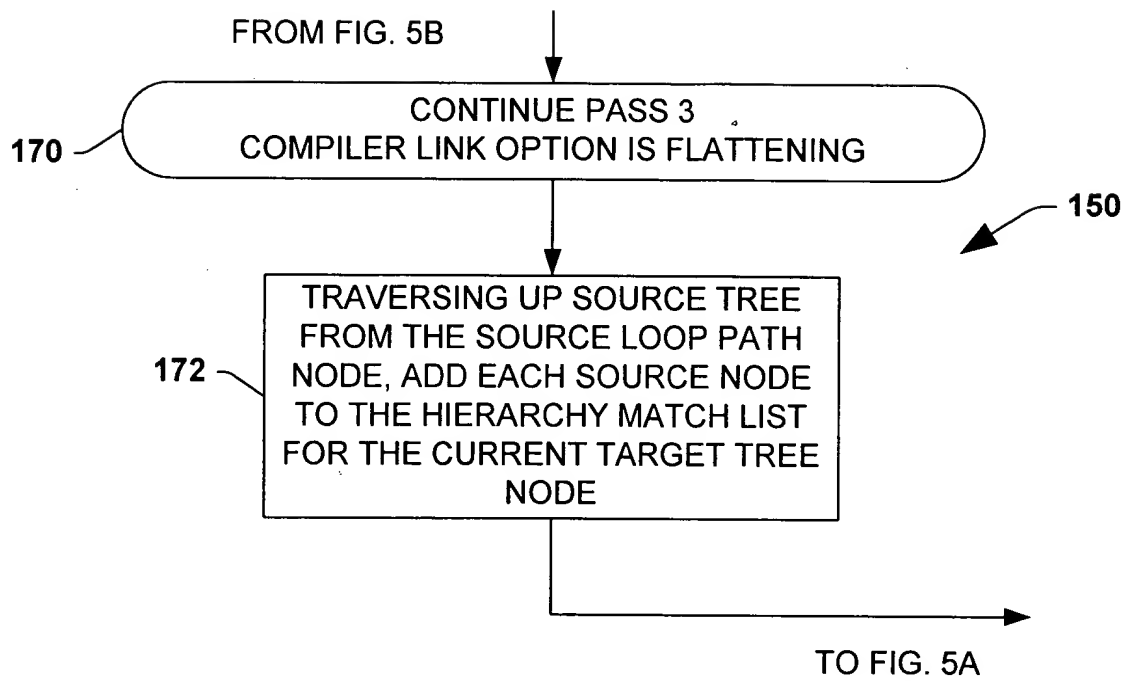 FROM FIG. 5B
CONTINUE PASS 3
COMPILER LINK OPTION IS FLATTENING
170
150
TRAVERSING UP SOURCE TREE
FROM THE SOURCE LOOP PATH
NODE, ADD EACH SOURCE NODE
TO THE HIERARCHY MATCH LIST
FOR THE CURRENT TARGET TREE
NODE
172
TO FIG. 5A